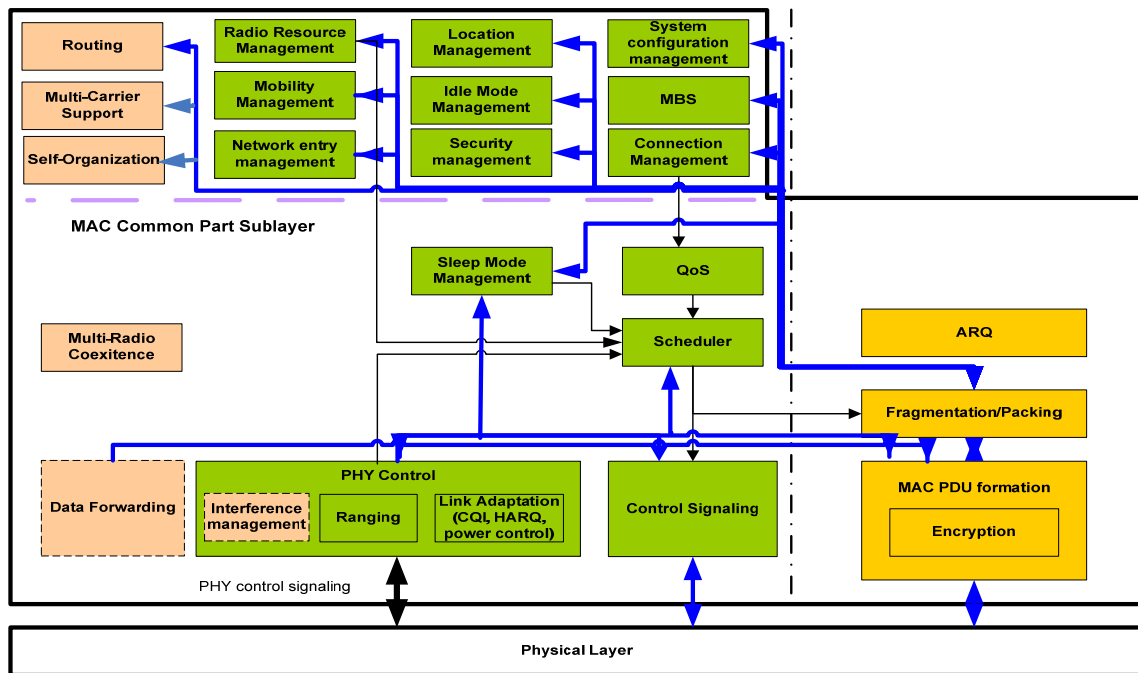 Routing
Multi-Carrier
Support
Self-Organization
Radio Resource
Management
Mobility
Management
Network entry
management
Location
Management
Idle Mode
Management
Security
management
System
configuration
management
MBS
Connection
Management
MAC Common Part Sublayer
Sleep Mode
Management
QoS
Multi-Radio
Coexitence
Scheduler
ARQ
Fragmentation/Packing
Data Forwarding
PHY Control
Interference
management
Ranging
Link Adaptation
(CQI, HARQ,
power control)
Control Signaling
MAC PDU formation
Encryption
PHY control signaling
Physical Layer